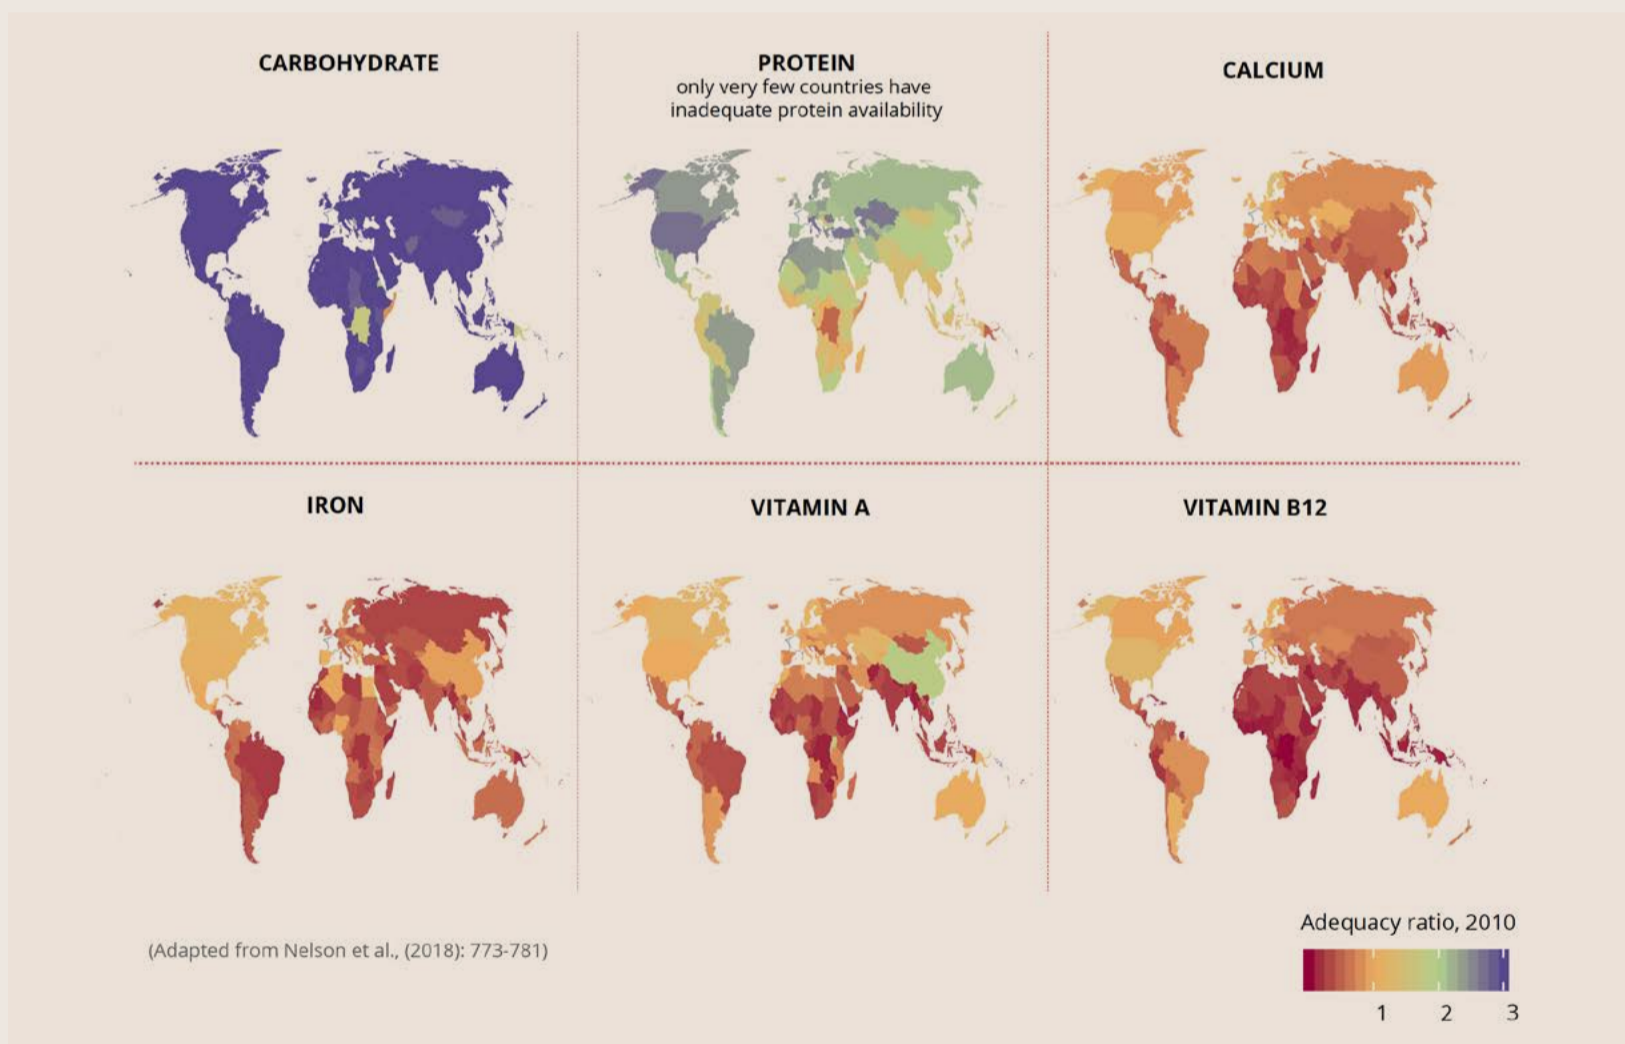 CARBOHYDRATE
PROTEIN
only very few countries have
inadequate protein availability
CALCIUM
IRON
VITAMIN A
VITAMIN B12
(Adapted from Nelson et al., (2018): 773-781)
Adequacy ratio, 2010
1 2 3